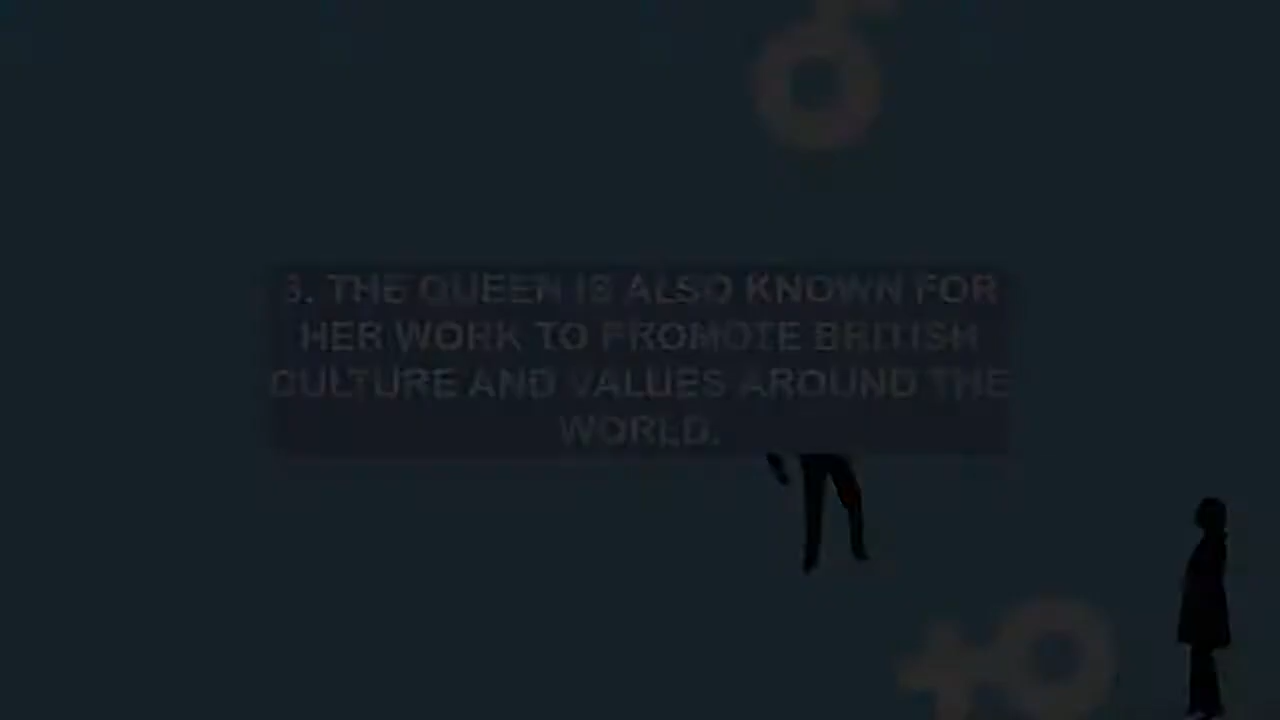 3. THE QUEEN IS ALSO KNOWN FOR
HER WORK TO PROMOTE BRITISH
CULTURE AND VALUES AROUND THE
WORLD.